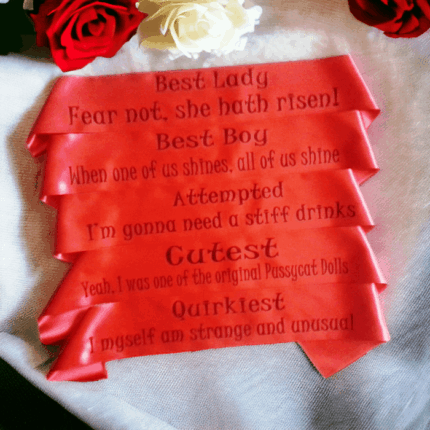 Best Lady
Fear not, she hath risen!
Best Boy
When one of us shines, all of us shine
Attempted
I'm gonna need a stiff drinks
Cutest
Yeah, I was one of the original Pussycat Dolls
Quirkiest
I myself am strange and unusual